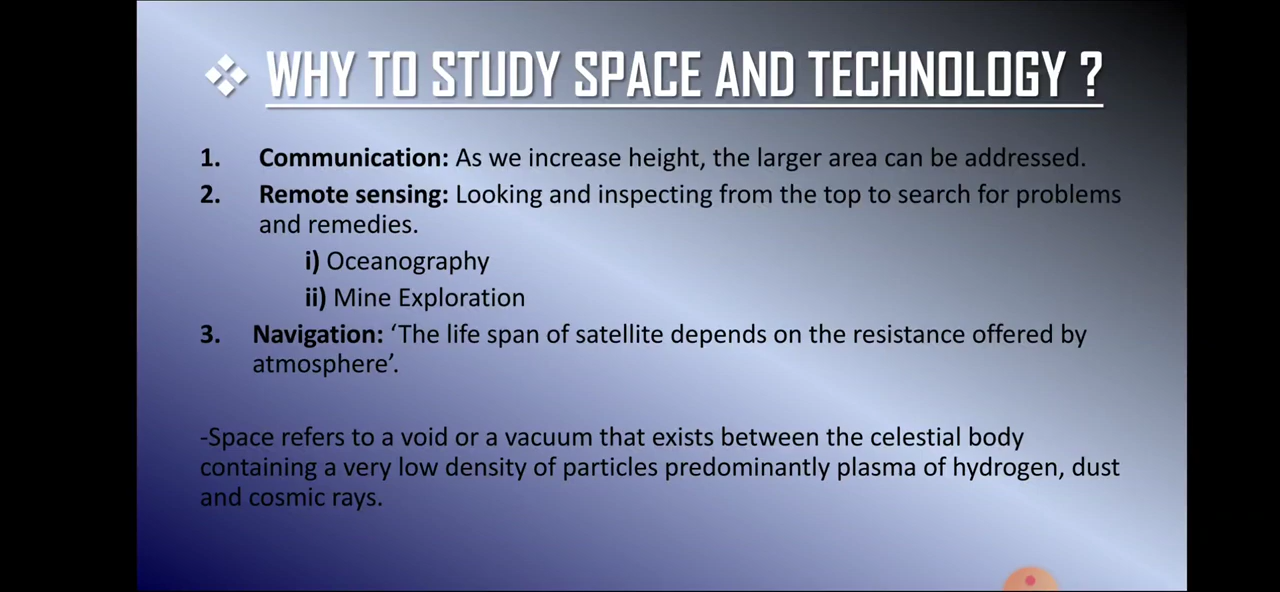 ❖ WHY TO STUDY SPACE AND TECHNOLOGY ?
1. Communication: As we increase height, the larger area can be addressed.
2. Remote sensing: Looking and inspecting from the top to search for problems
and remedies.
i) Oceanography
ii) Mine Exploration
3. Navigation: ‘The life span of satellite depends on the resistance offered by
atmosphere’.
-Space refers to a void or a vacuum that exists between the celestial body
containing a very low density of particles predominantly plasma of hydrogen, dust
and cosmic rays.